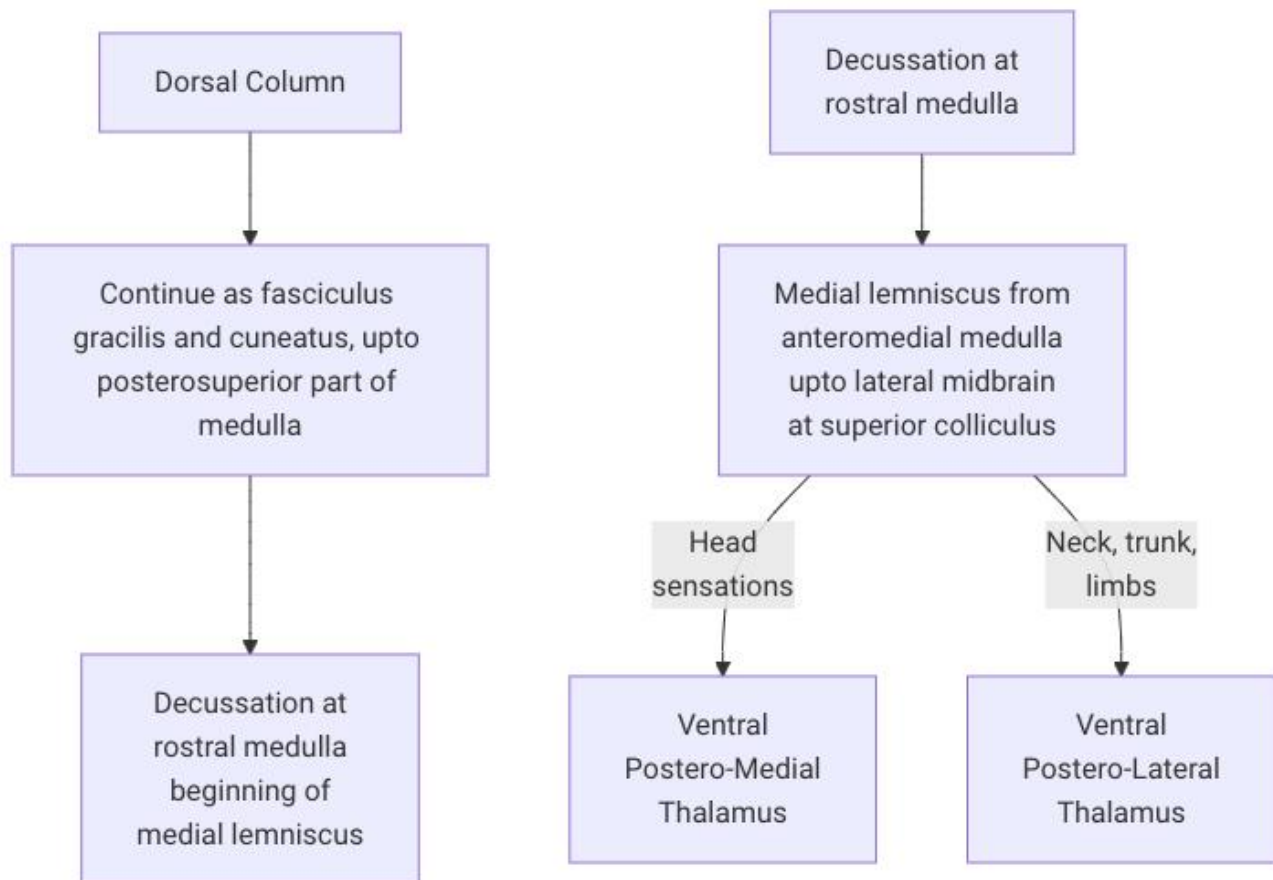 Dorsal Column
Continue as fasciculus
gracilis and cuneatus, upto
posterosuperior part of
medulla
Decussation at
rostral medulla
beginning of
medial lemniscus
Decussation at
rostral medulla
Medial lemniscus from
anteromedial medulla
upto lateral midbrain
at superior colliculus
Head
sensations
Neck, trunk,
limbs
Ventral
Postero-Medial
Thalamus
Ventral
Postero-Lateral
Thalamus